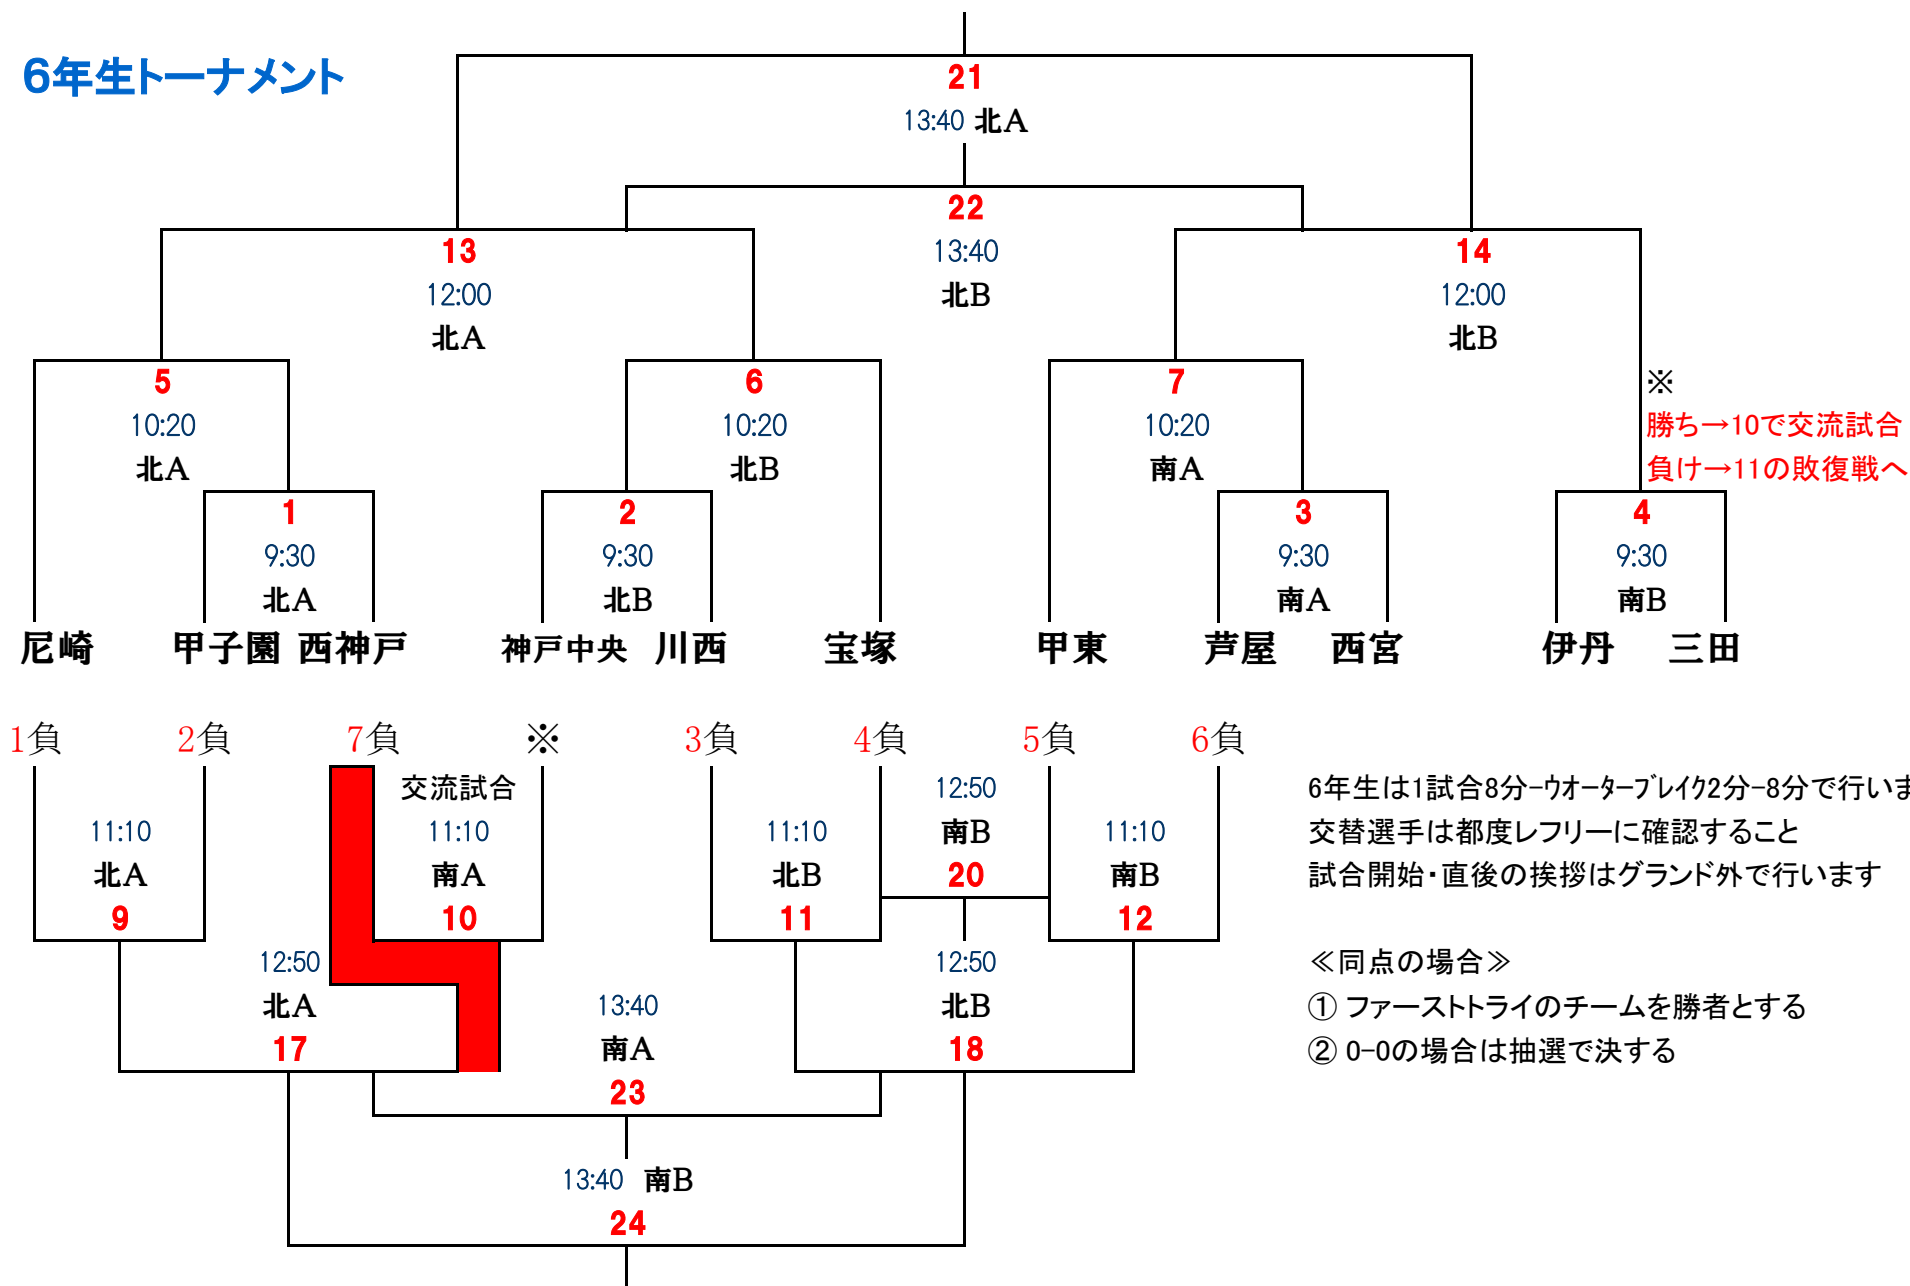 6年生トーナメント
21
13:40 北A
22
13:40
北B
13
12:00
北A
14
12:00
北B
5
10:20
北A
6
10:20
北B
7
10:20
南A
※
勝ち→10で交流試合
負け→11の敗復戦へ
1
9:30
北A
2
9:30
北B
3
9:30
南A
4
9:30
南B
尼崎 甲子園 西神戸 神戸中央 川西 宝塚 甲東 芦屋 西宮 伊丹 三田
1負 2負 7負 ※ 3負 4負 5負 6負
11:10
北A
9
交流試合
11:10
南A
10
11:10
北B
11
12:50
南B
20
11:10
南B
12
12:50
北A
17
13:40
南A
23
12:50
北B
18
13:40 南B
24
6年生は1試合8分-ウオーターブレイク2分-8分で行いま
交替選手は都度レフリーに確認すること
試合開始・直後の挨拶はグランド外で行います
≪同点の場合≫
① ファーストトライのチームを勝者とする
② 0-0の場合は抽選で決する